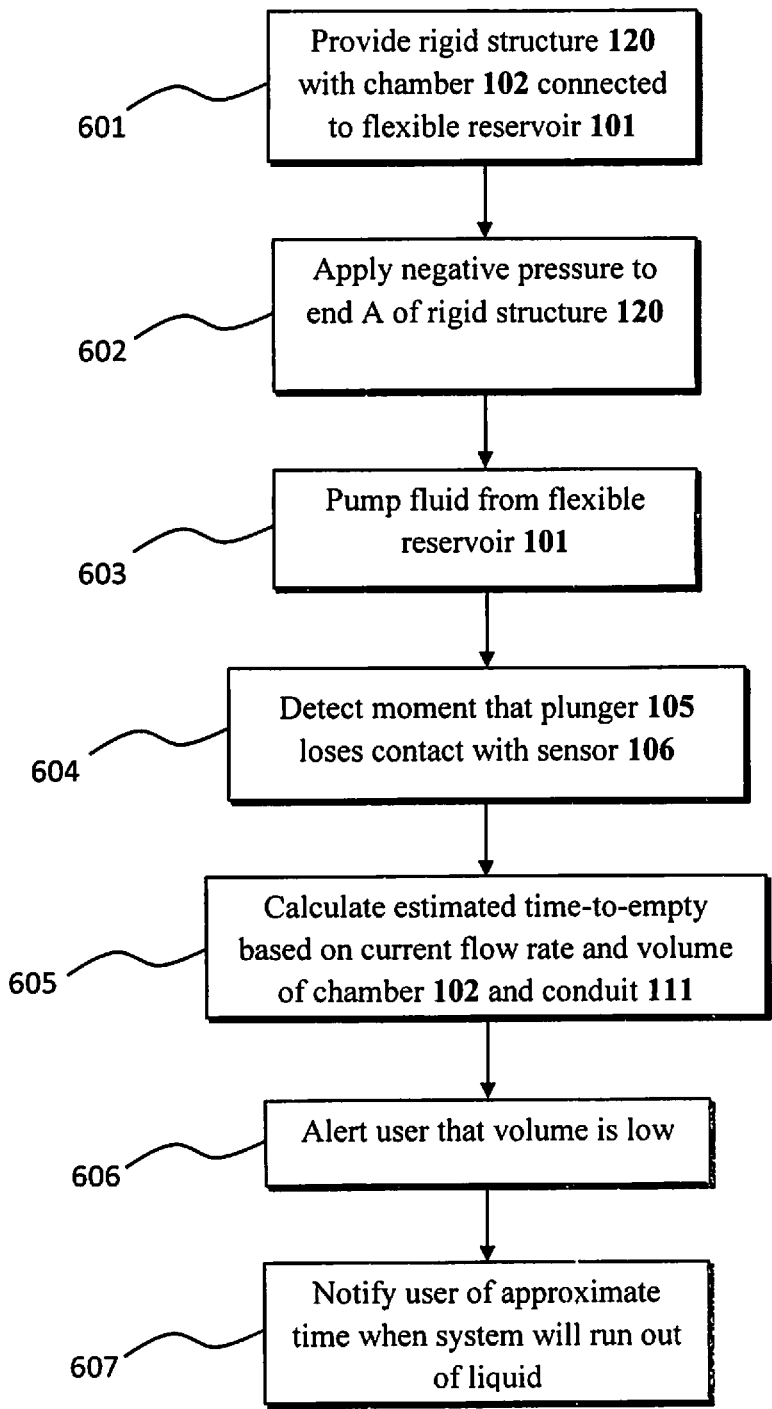 Provide rigid structure 120
with chamber 102 connected
to flexible reservoir 101
601
Apply negative pressure to
end A of rigid structure 120
602
Pump fluid from flexible
reservoir 101
603
Detect moment that plunger 105
loses contact with sensor 106
604
Calculate estimated time-to-empty
based on current flow rate and volume
of chamber 102 and conduit 111
605
Alert user that volume is low
606
Notify user of approximate
time when system will run out
of liquid
607